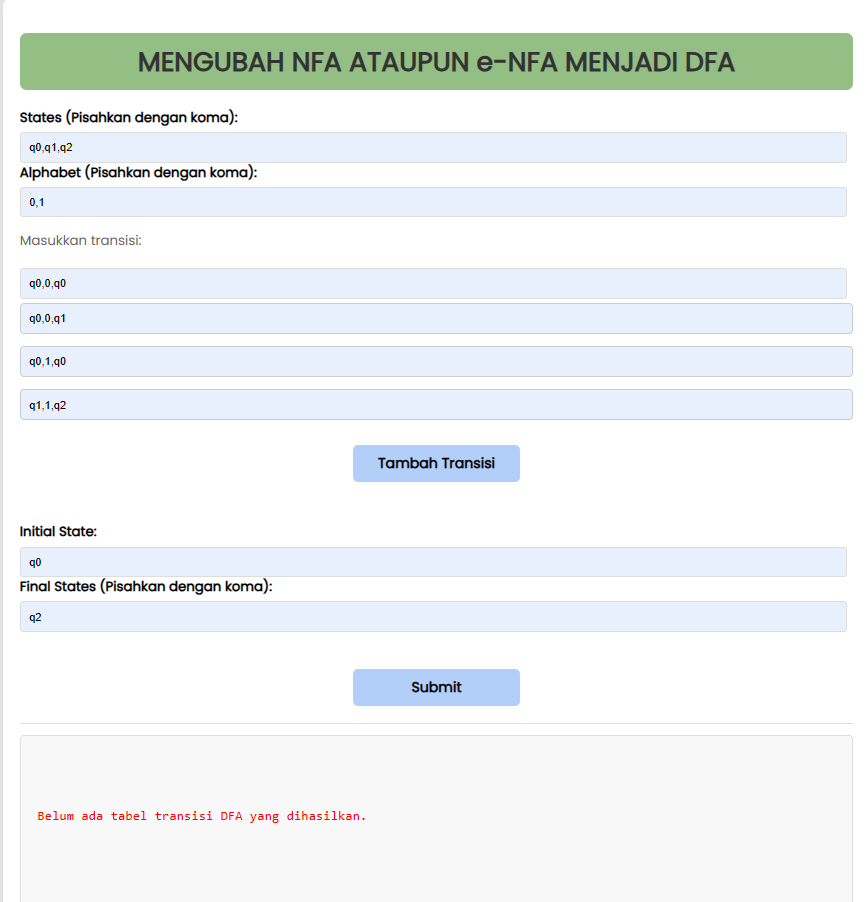 MENGUBAH NFA ATAUPUN e-NFA MENJADI DFA
States (Pisahkan dengan koma):
q0,q1,q2
Alphabet (Pisahkan dengan koma):
0,1
Masukkan transisi:
q0,0,q0
q0,0,q1
q0,1,q0
q1,1,q2
Tambah Transisi
Initial State:
q0
Final States (Pisahkan dengan koma):
q2
Submit
Belum ada tabel transisi DFA yang dihasilkan.